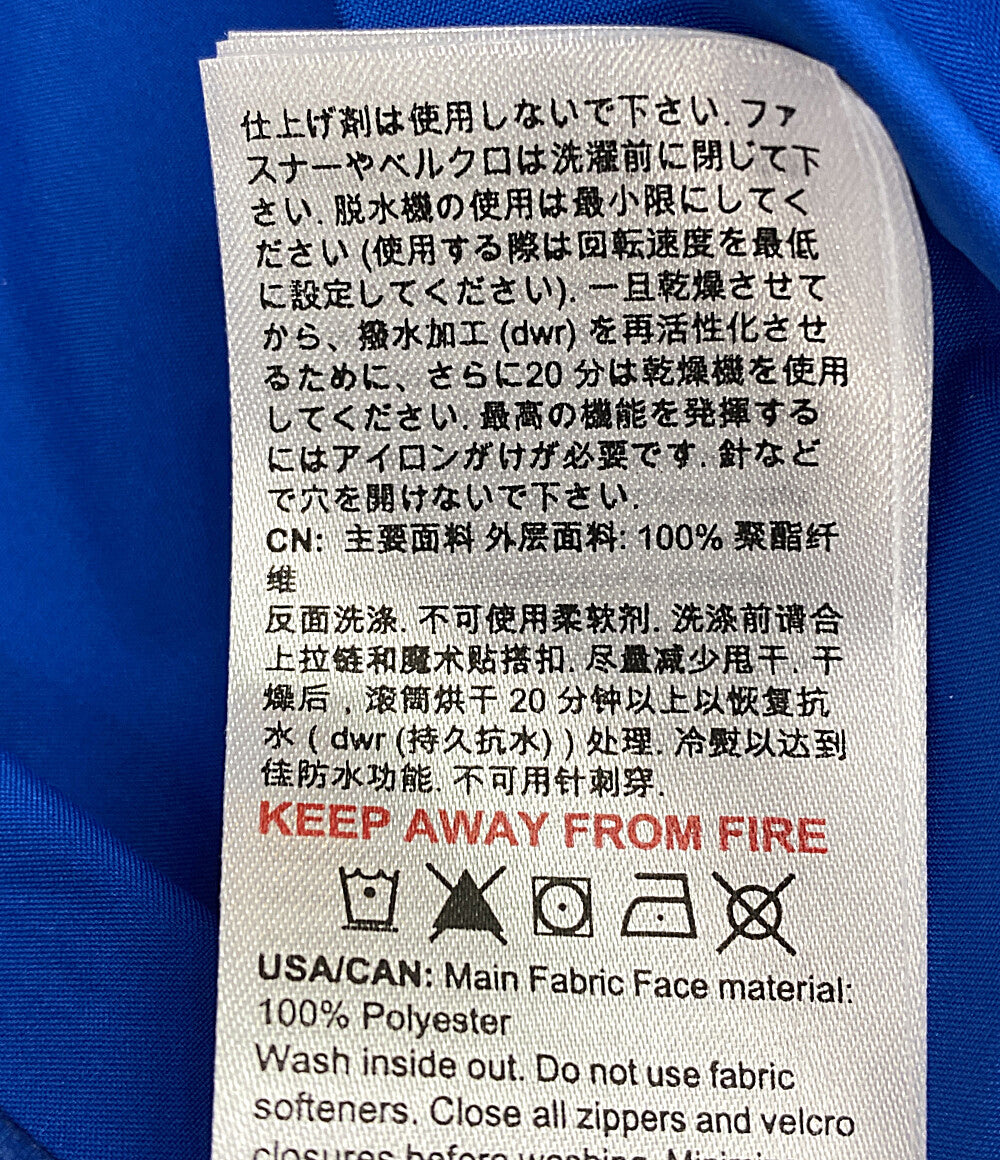 仕上げ剤は使用しないで下さい. ファ
スナーやベルクロは洗濯前に閉じて下
さい. 脱水機の使用は最小限にしてく
ださい (使用する際は回転速度を最低
に設定してください). 一旦乾燥させて
から、撥水加工 (dwr) を再活性化させ
るために、さらに20 分は乾燥機を使用
してください. 最高の機能を発揮する
にはアイロンがけが必要です. 針など
で穴を開けないで下さい.
CN: 主要面料 外层面料: 100% 聚酯纤
维
反面洗涤. 不可使用柔软剂. 洗涤前请合
上拉链和魔术贴搭扣. 尽量减少甩干. 干
燥后 , 滚筒烘干 20 分钟以上以恢复抗
水 ( dwr (持久抗水) ) 处理. 冷熨以达到
佳防水功能. 不可用针刺穿.
KEEP AWAY FROM FIRE
USA/CAN: Main Fabric Face material:
100% Polyester
Wash inside out. Do not use fabric
softeners. Close all zippers and velcro
closures before washing.